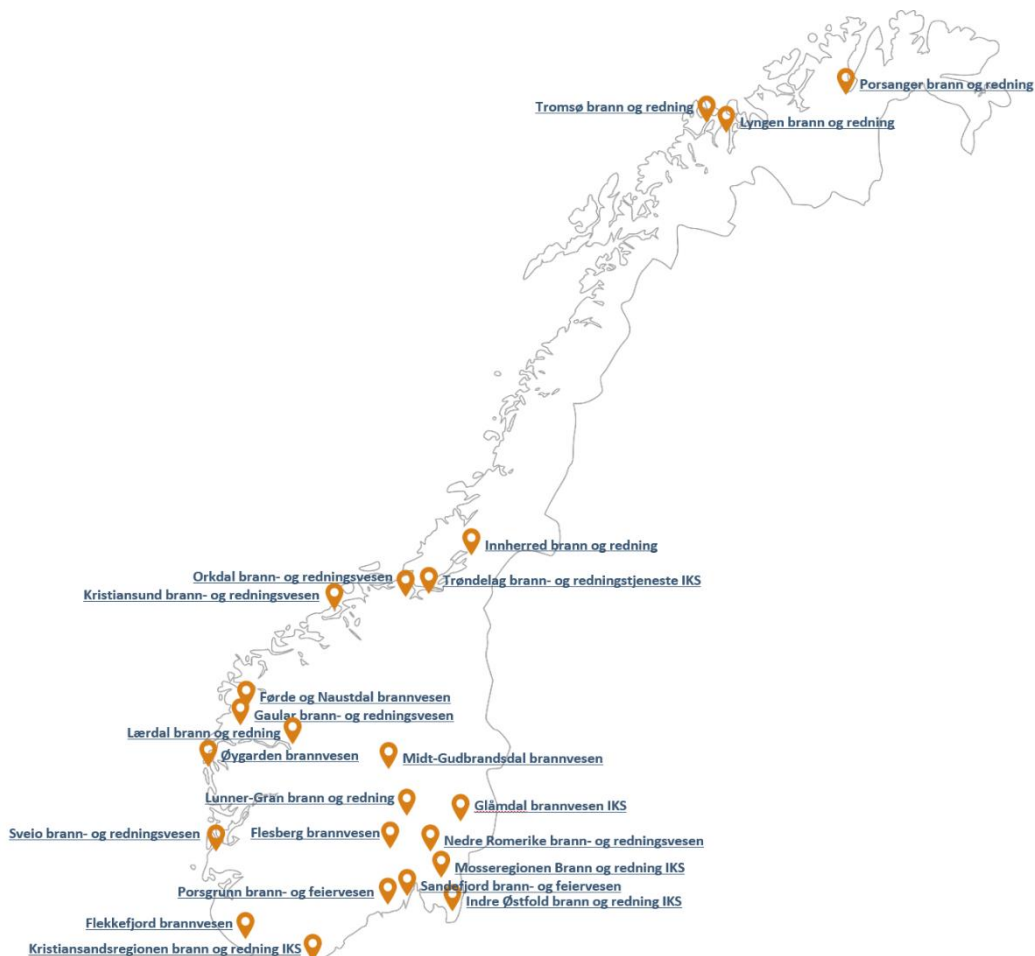 Porsanger brann og redning
Tromsø brann og redning
Lyngen brann og redning
Innherred brann og redning
Orkdal brann- og redningsvesen
Trøndelag brann- og redningstjeneste IKS
Kristiansund brann- og redningsvesen
Førde og Naustdal brannvesen
Gaular brann- og redningsvesen
Lærdal brann og redning
Øygarden brannvesen
Midt-Gudbrandsdal brannvesen
Lunner-Gran brann og redning
Glåmdal brannvesen IKS
Sveio brann- og redningsvesen
Flesberg brannvesen
Nedre Romerike brann- og redningsvesen
Mosseregionen Brann og redning IKS
Sandefjord brann- og feiervesen
Porsgrunn brann- og feiervesen
Indre Østfold brann og redning IKS
Flekkefjord brannvesen
Kristiansandsregionen brann og redning IKS